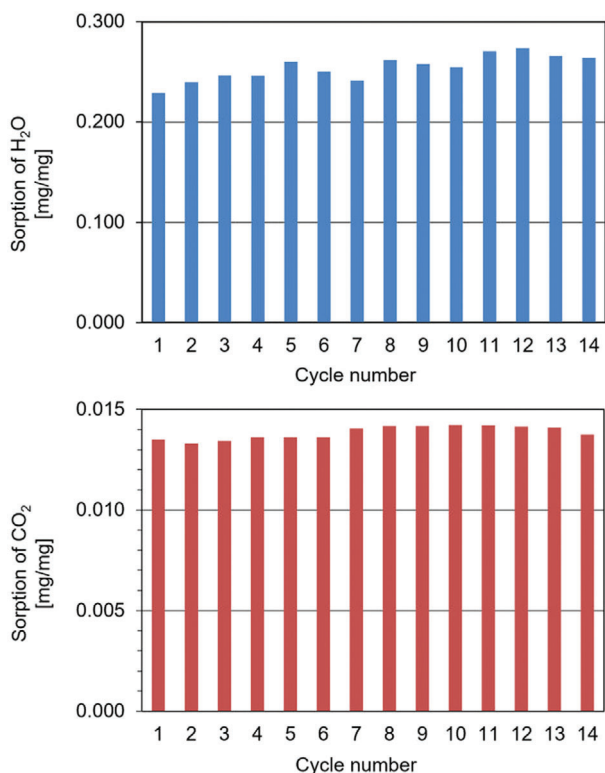 0.300
0.200
0.100
0.000
Sorption of H₂O
[mg/mg]
1 2 3 4 5 6 7 8 9 10 11 12 13 14
Cycle number
0.015
0.010
0.005
0.000
Sorption of CO₂
[mg/mg]
1 2 3 4 5 6 7 8 9 10 11 12 13 14
Cycle number